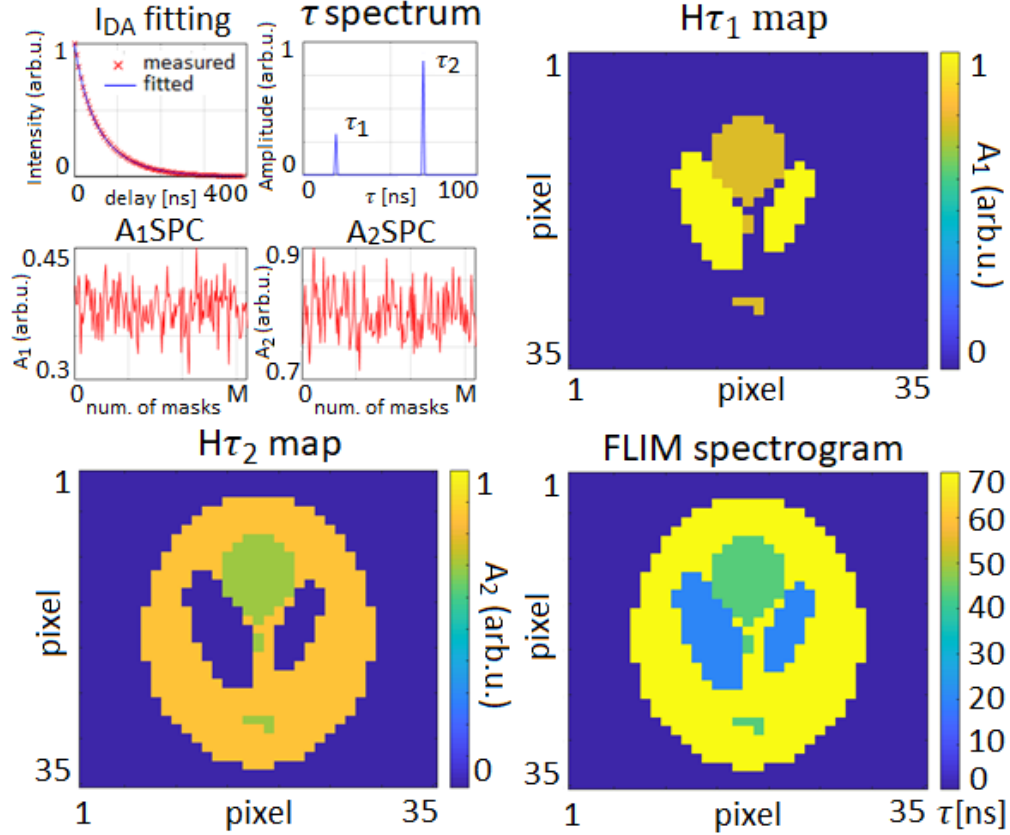 I_DA fitting
1
Intensity (arb.u.)
× measured
fitted
0
0
delay [ns]
400
τ spectrum
1
Amplitude (arb.u.)
τ₁
τ₂
0
0
τ [ns]
100
Hτ₁ map
1
pixel
35
1
pixel
35
1
A₁ (arb.u.)
0
A₁SPC
0.45
A₁ (arb.u.)
0.3
0
M
num. of masks
A₂SPC
0.9
A₂ (arb.u.)
0.7
0
M
num. of masks
Hτ₂ map
1
pixel
35
1
pixel
35
1
A₂ (arb.u.)
0
FLIM spectrogram
1
pixel
35
1
pixel
35
70
60
50
40
30
20
10
0
τ[ns]